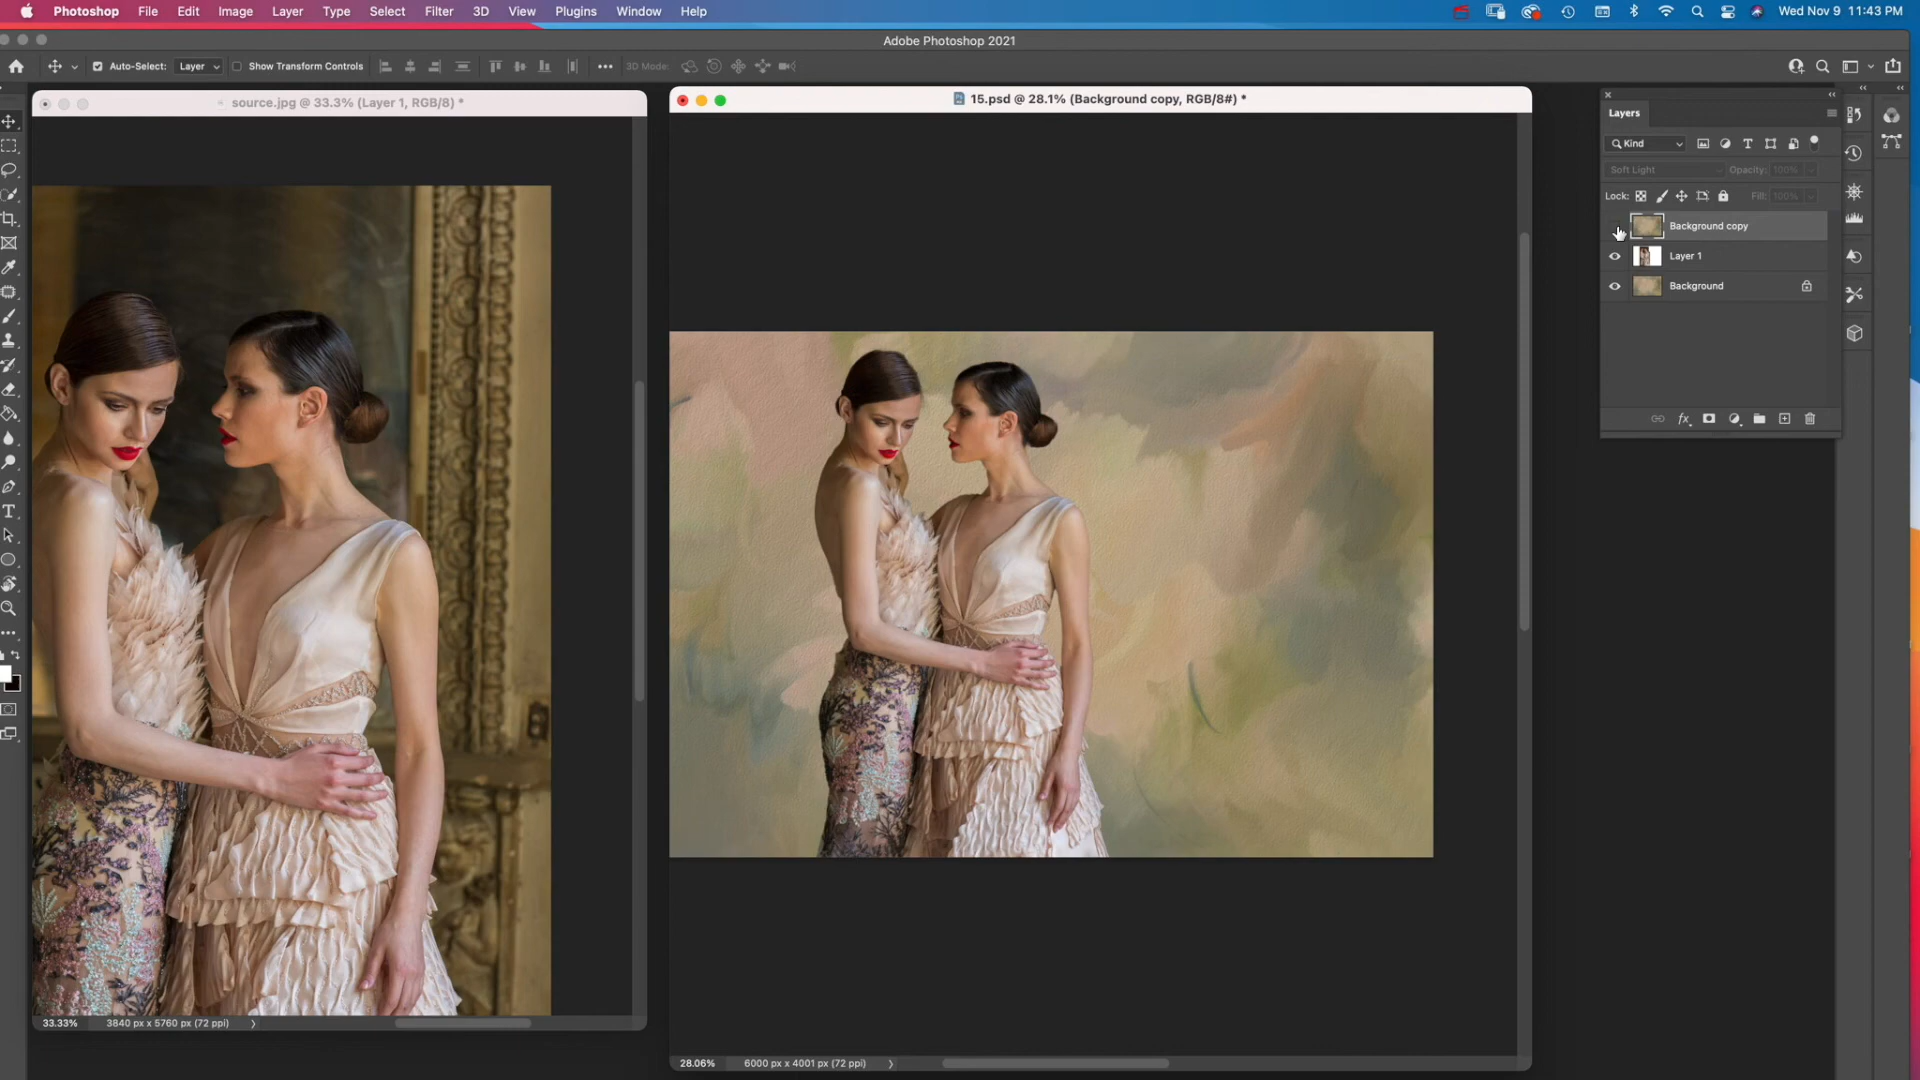 Photoshop File Edit Image Layer Type Select Filter 3D View Plugins Window Help Wed Nov 9 11:43 PM
Adobe Photoshop 2021
Auto-Select: Layer Show Transform Controls 3D Mode:
source.jpg @ 33.3% (Layer 1, RGB/8) *
15.psd @ 28.1% (Background copy, RGB/8#) *
Layers
Kind
Soft Light Opacity: 100%
Lock: Fill: 100%
Background copy
Layer 1
Background
fx
33.33% 3840 px x 5760 px (72 ppi)
28.06% 6000 px x 4001 px (72 ppi)